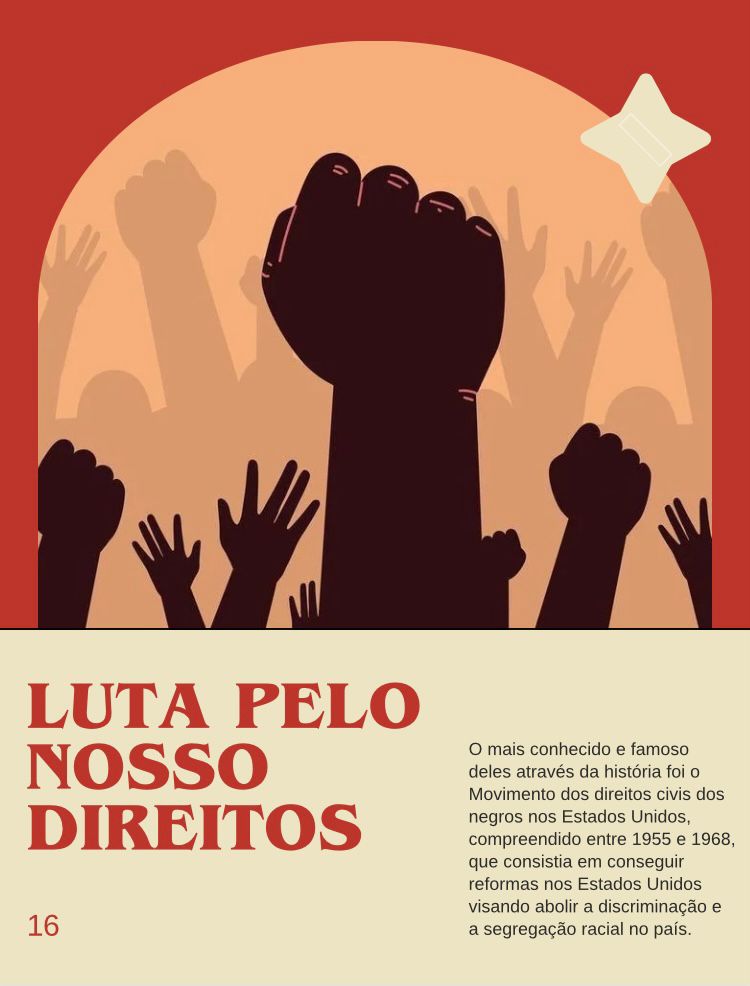 LUTA PELO
NOSSO
DIREITOS
16
O mais conhecido e famoso
deles através da história foi o
Movimento dos direitos civis dos
negros nos Estados Unidos,
compreendido entre 1955 e 1968,
que consistia em conseguir
reformas nos Estados Unidos
visando abolir a discriminação e
a segregação racial no país.